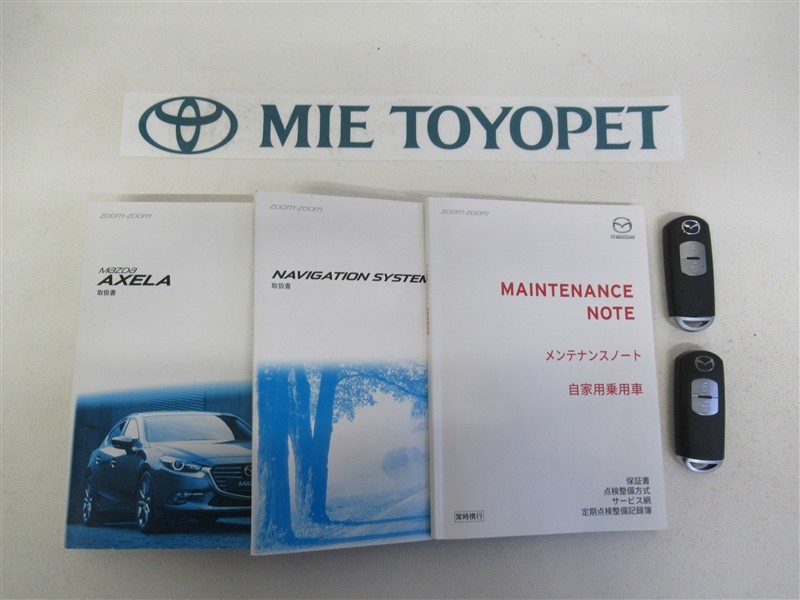 MIE TOYOPET
zoom-zoom
mazda
AXELA
取扱書
zoom-zoom
NAVIGATION SYSTEM
取扱書
zoom-zoom
mazda
MAINTENANCE
NOTE
メンテナンスノート
自家用乗用車
保証書
点検整備方式
サービス網
定期点検整備記録簿
常時携行